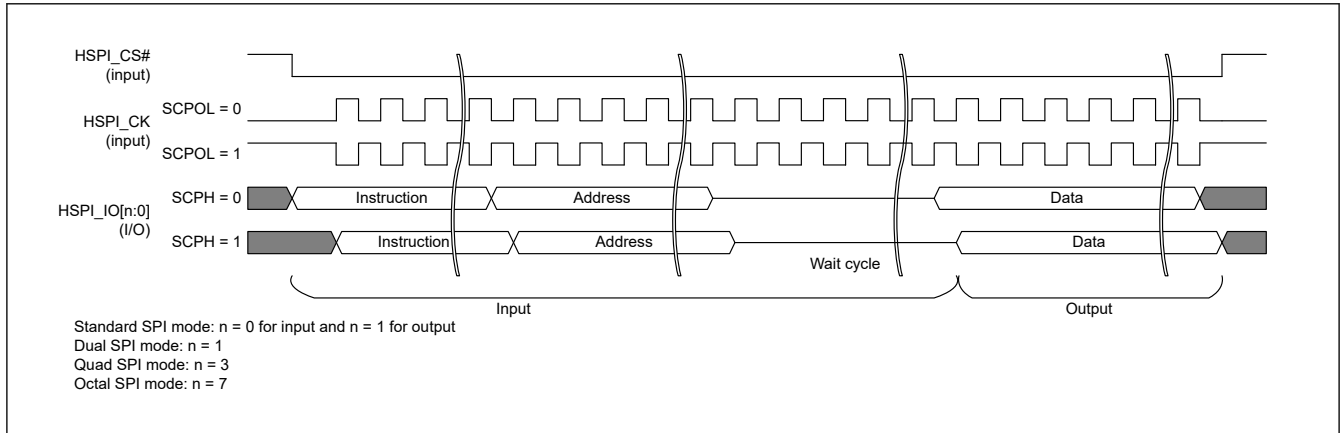 HSPI_CS#
(input)
SCPOL = 0
HSPI_CK
(input)
SCPOL = 1
SCPH = 0 Instruction Address Data
HSPI_IO[n:0]
(I/O)
SCPH = 1 Instruction Address Data
Wait cycle
Input Output
Standard SPI mode: n = 0 for input and n = 1 for output
Dual SPI mode: n = 1
Quad SPI mode: n = 3
Octal SPI mode: n = 7